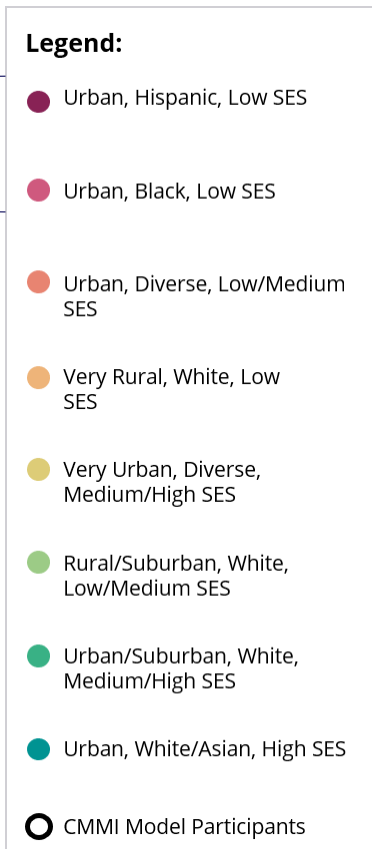 Legend:
Urban, Hispanic, Low SES
Urban, Black, Low SES
Urban, Diverse, Low/Medium
SES
Very Rural, White, Low
SES
Very Urban, Diverse,
Medium/High SES
Rural/Suburban, White,
Low/Medium SES
Urban/Suburban, White,
Medium/High SES
Urban, White/Asian, High SES
CMMI Model Participants